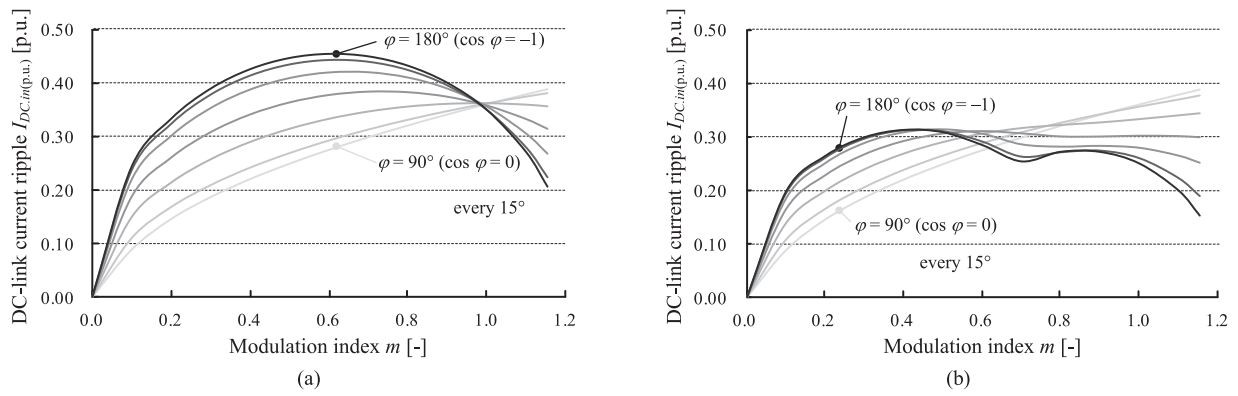 DC-link current ripple I_DC.in(p.u.) [p.u.]
0.50
0.40
0.30
0.20
0.10
0.00
φ = 180° (cos φ = –1)
φ = 90° (cos φ = 0)
every 15°
0.0 0.2 0.4 0.6 0.8 1.0 1.2
Modulation index m [-]
(a)
DC-link current ripple I_DC.in(p.u.) [p.u.]
0.50
0.40
0.30
0.20
0.10
0.00
φ = 180° (cos φ = –1)
φ = 90° (cos φ = 0)
every 15°
0.0 0.2 0.4 0.6 0.8 1.0 1.2
Modulation index m [-]
(b)